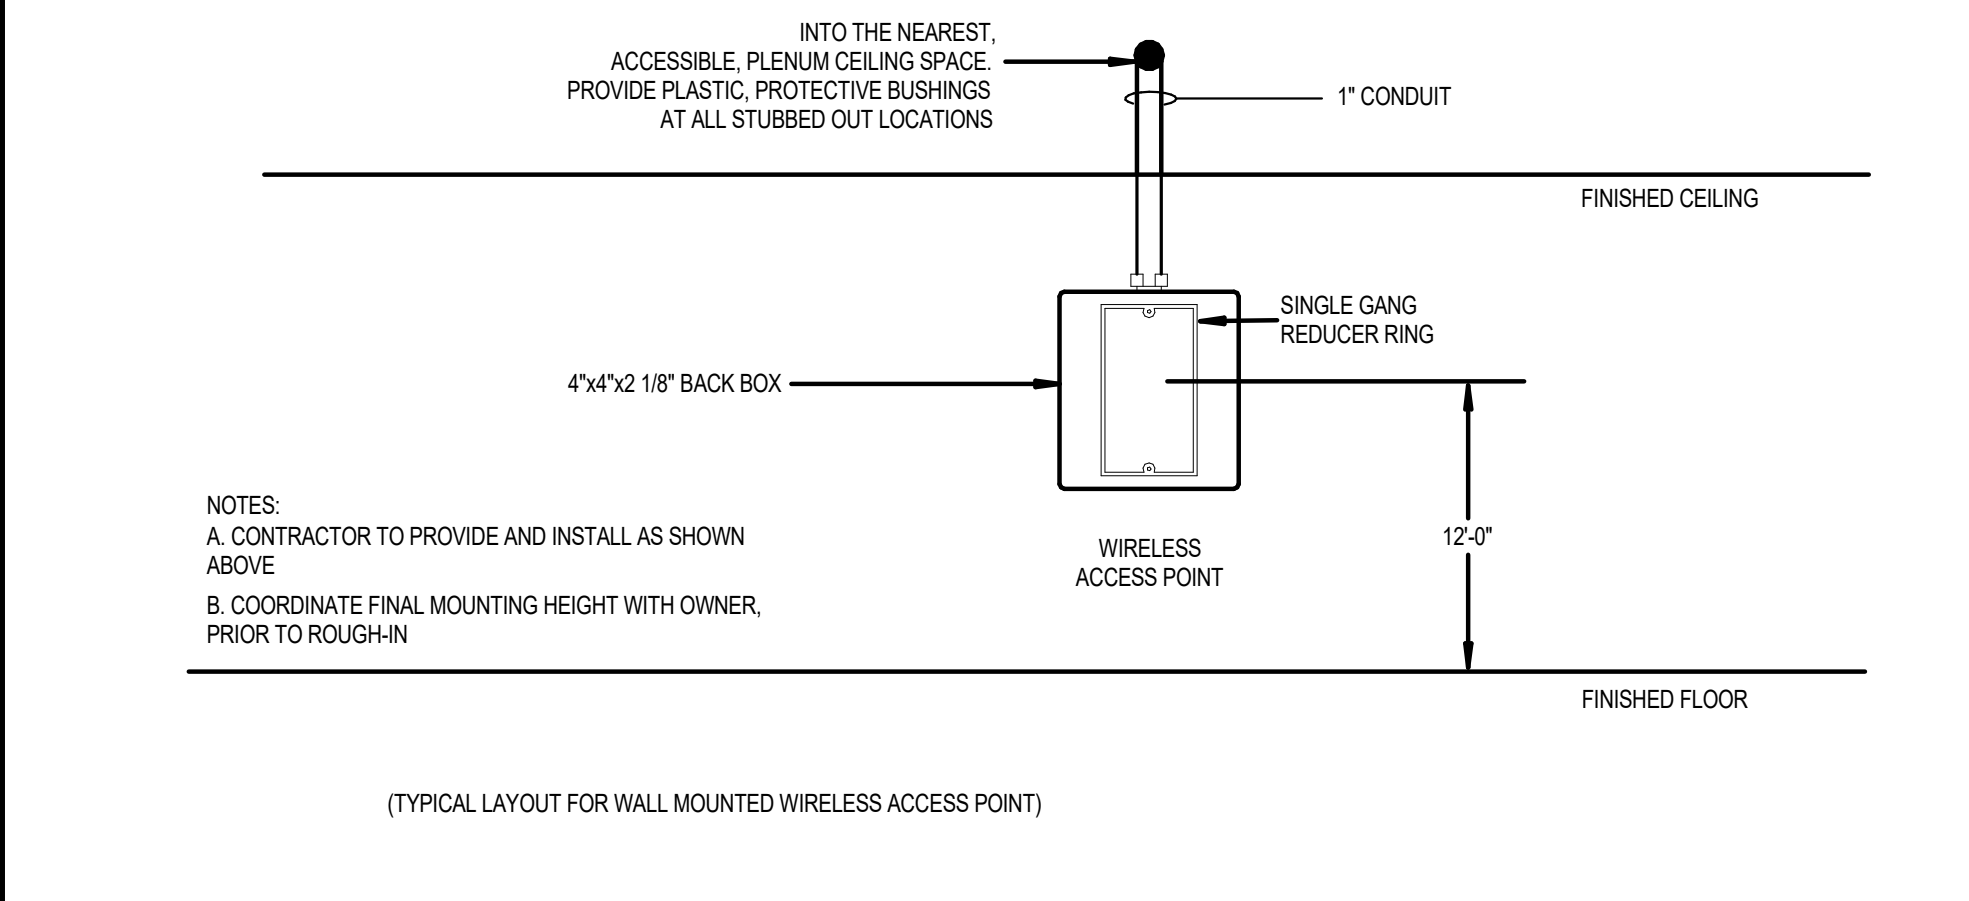 INTO THE NEAREST,
ACCESSIBLE, PLENUM CEILING SPACE.
PROVIDE PLASTIC, PROTECTIVE BUSHINGS
AT ALL STUBBED OUT LOCATIONS
1" CONDUIT
FINISHED CEILING
SINGLE GANG
REDUCER RING
4"x4"x2 1/8" BACK BOX
NOTES:
A. CONTRACTOR TO PROVIDE AND INSTALL AS SHOWN
ABOVE
B. COORDINATE FINAL MOUNTING HEIGHT WITH OWNER,
PRIOR TO ROUGH-IN
WIRELESS
ACCESS POINT
12'-0"
FINISHED FLOOR
(TYPICAL LAYOUT FOR WALL MOUNTED WIRELESS ACCESS POINT)